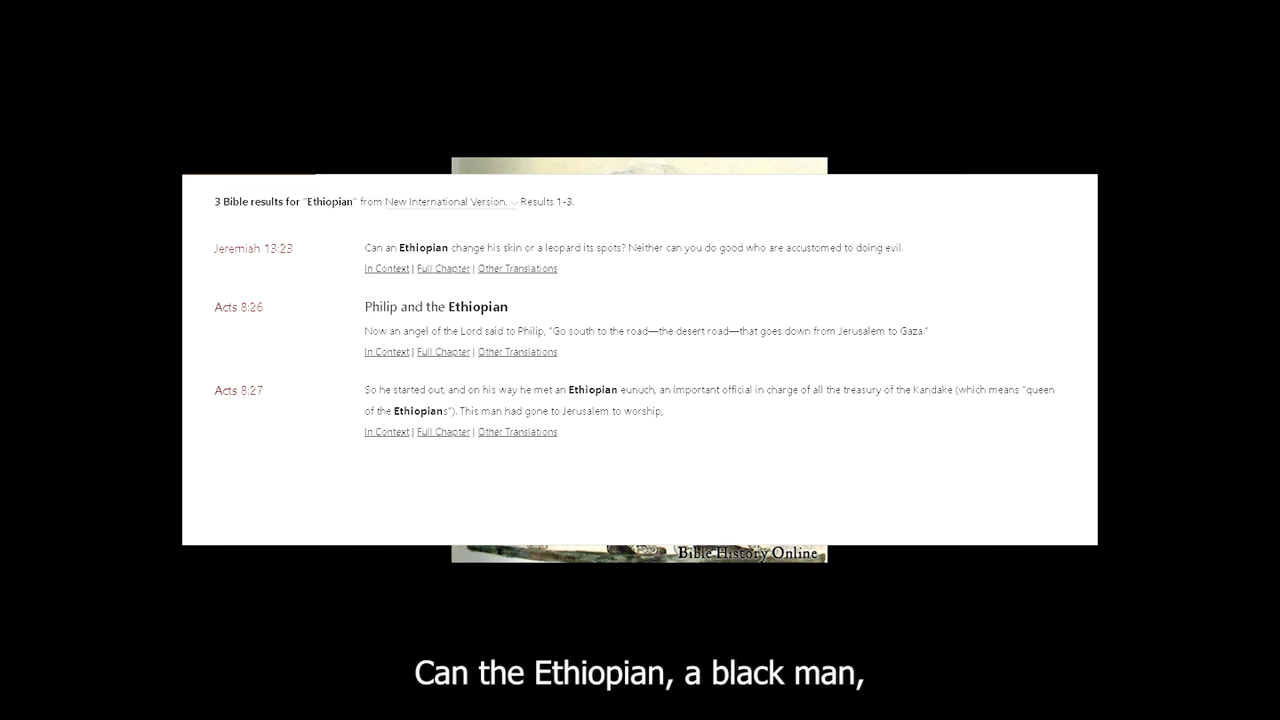 3 Bible results for "Ethiopian" from New International Version. Results 1-3.
Jeremiah 13:23
Can an Ethiopian change his skin or a leopard its spots? Neither can you do good who are accustomed to doing evil.
In Context | Full Chapter | Other Translations
Acts 8:26
Philip and the Ethiopian
Now an angel of the Lord said to Philip, "Go south to the road—the desert road—that goes down from Jerusalem to Gaza."
In Context | Full Chapter | Other Translations
Acts 8:27
So he started out, and on his way he met an Ethiopian eunuch, an important official in charge of all the treasury of the Kandake (which means "queen
of the Ethiopians"). This man had gone to Jerusalem to worship,
In Context | Full Chapter | Other Translations
Bible History Online
Can the Ethiopian, a black man,